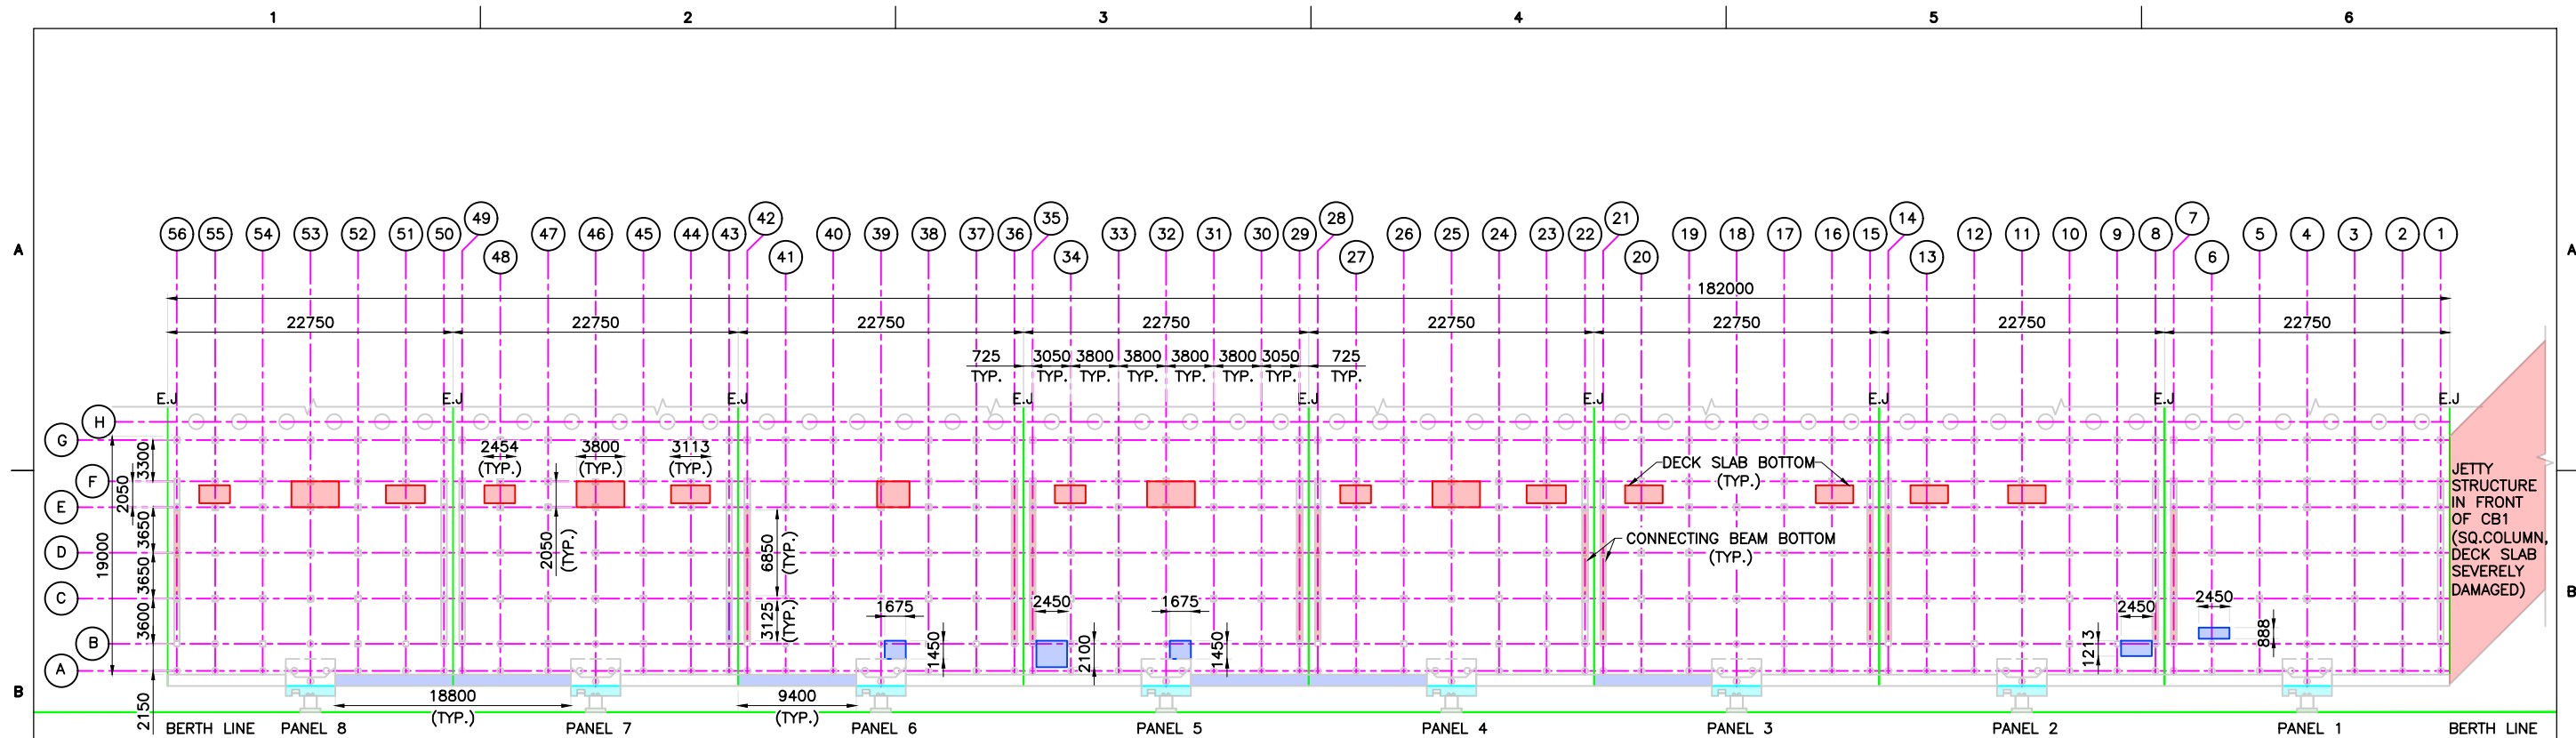 1 2 3 4 5 6
A A
49 42 35 28 21 14 7
56 55 54 53 52 51 50 47 46 45 44 43 40 39 38 37 36 33 32 31 30 29 26 25 24 23 22 19 18 17 16 15 12 11 10 9 8 5 4 3 2 1
48 41 34 27 20 13 6
182000
22750 22750 22750 22750 22750 22750 22750 22750
725 3050 3800 3800 3800 3800 3050 725
TYP. TYP. TYP. TYP. TYP. TYP. TYP. TYP.
E.J E.J E.J E.J E.J E.J E.J E.J E.J
H
G
F
E
D
C
B
A
3300
2050
3650
3650
3600
19000
2150
2454
(TYP.)
3800
(TYP.)
3113
(TYP.)
2050
(TYP.)
6850
(TYP.)
3125
(TYP.)
1675
1450
2450
2100
1675
1450
DECK SLAB BOTTOM
(TYP.)
CONNECTING BEAM BOTTOM
(TYP.)
2450
1213
2450
888
JETTY
STRUCTURE
IN FRONT
OF CB1
(SQ.COLUMN,
DECK SLAB
SEVERELY
DAMAGED)
B B
18800
(TYP.)
9400
(TYP.)
BERTH LINE PANEL 8 PANEL 7 PANEL 6 PANEL 5 PANEL 4 PANEL 3 PANEL 2 PANEL 1 BERTH LINE